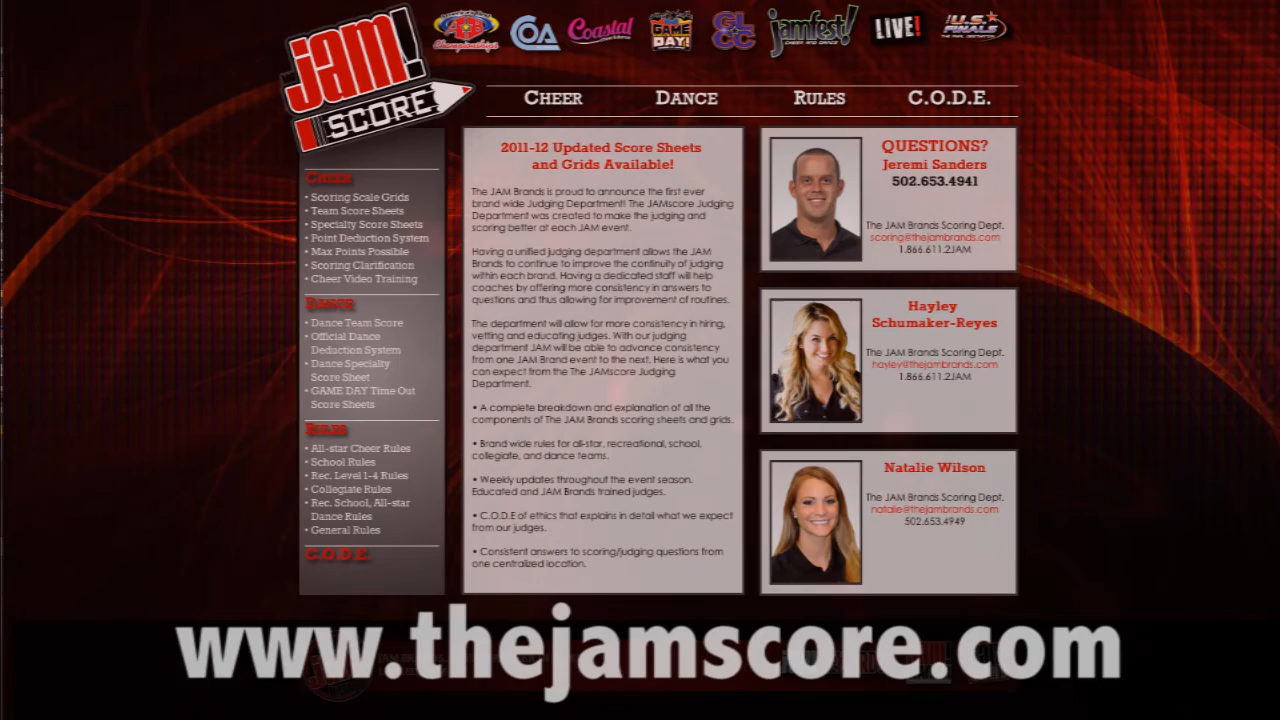 Jam!
SCORE
Championships
COA
Coastal
GAME
DAY!
GLCC
jamfest!
CHEER AND DANCE
LIVE!
U.S.
FINALS
CHEER DANCE RULES C.O.D.E.
CHEER
• Scoring Scale Grids
• Team Score Sheets
• Specialty Score Sheets
• Point Deduction System
• Max Points Possible
• Scoring Clarification
• Cheer Video Training
DANCE
• Dance Team Score
• Official Dance
Deduction System
• Dance Specialty
Score Sheet
• GAME DAY Time Out
Score Sheets
RULES
• All-star Cheer Rules
• School Rules
• Rec. Level 1-4 Rules
• Collegiate Rules
• Rec. School, All-star
Dance Rules
• General Rules
C.O.D.E.
2011-12 Updated Score Sheets
and Grids Available!
The JAM Brands is proud to announce the first ever
brand wide Judging Department! The JAMscore Judging
Department was created to make the judging and
scoring better at each JAM event.
Having a unified judging department allows the JAM
Brands to continue to improve the continuity of judging
within each brand. Having a dedicated staff will help
coaches by offering more consistency in answers to
questions and thus allowing for improvement of routines.
The department will allow for more consistency in hiring,
vetting and educating judges. With our judging
department JAM will be able to advance consistency
from one JAM Brand event to the next. Here is what you
can expect from the The JAMscore Judging
Department.
• A complete breakdown and explanation of all the
components of The JAM Brands scoring sheets and grids.
• Brand wide rules for all-star, recreational, school,
collegiate, and dance teams.
• Weekly updates throughout the event season.
Educated and JAM Brands trained judges.
• C.O.D.E of ethics that explains in detail what we expect
from our judges.
• Consistent answers to scoring/judging questions from
one centralized location.
QUESTIONS?
Jeremi Sanders
502.653.4941
The JAM Brands Scoring Dept.
scoring@thejambrands.com
1.866.611.2JAM
Hayley
Schumaker-Reyes
The JAM Brands Scoring Dept.
hayley@thejambrands.com
1.866.611.2JAM
Natalie Wilson
The JAM Brands Scoring Dept.
natalie@thejambrands.com
502.653.4949
www.thejamscore.com